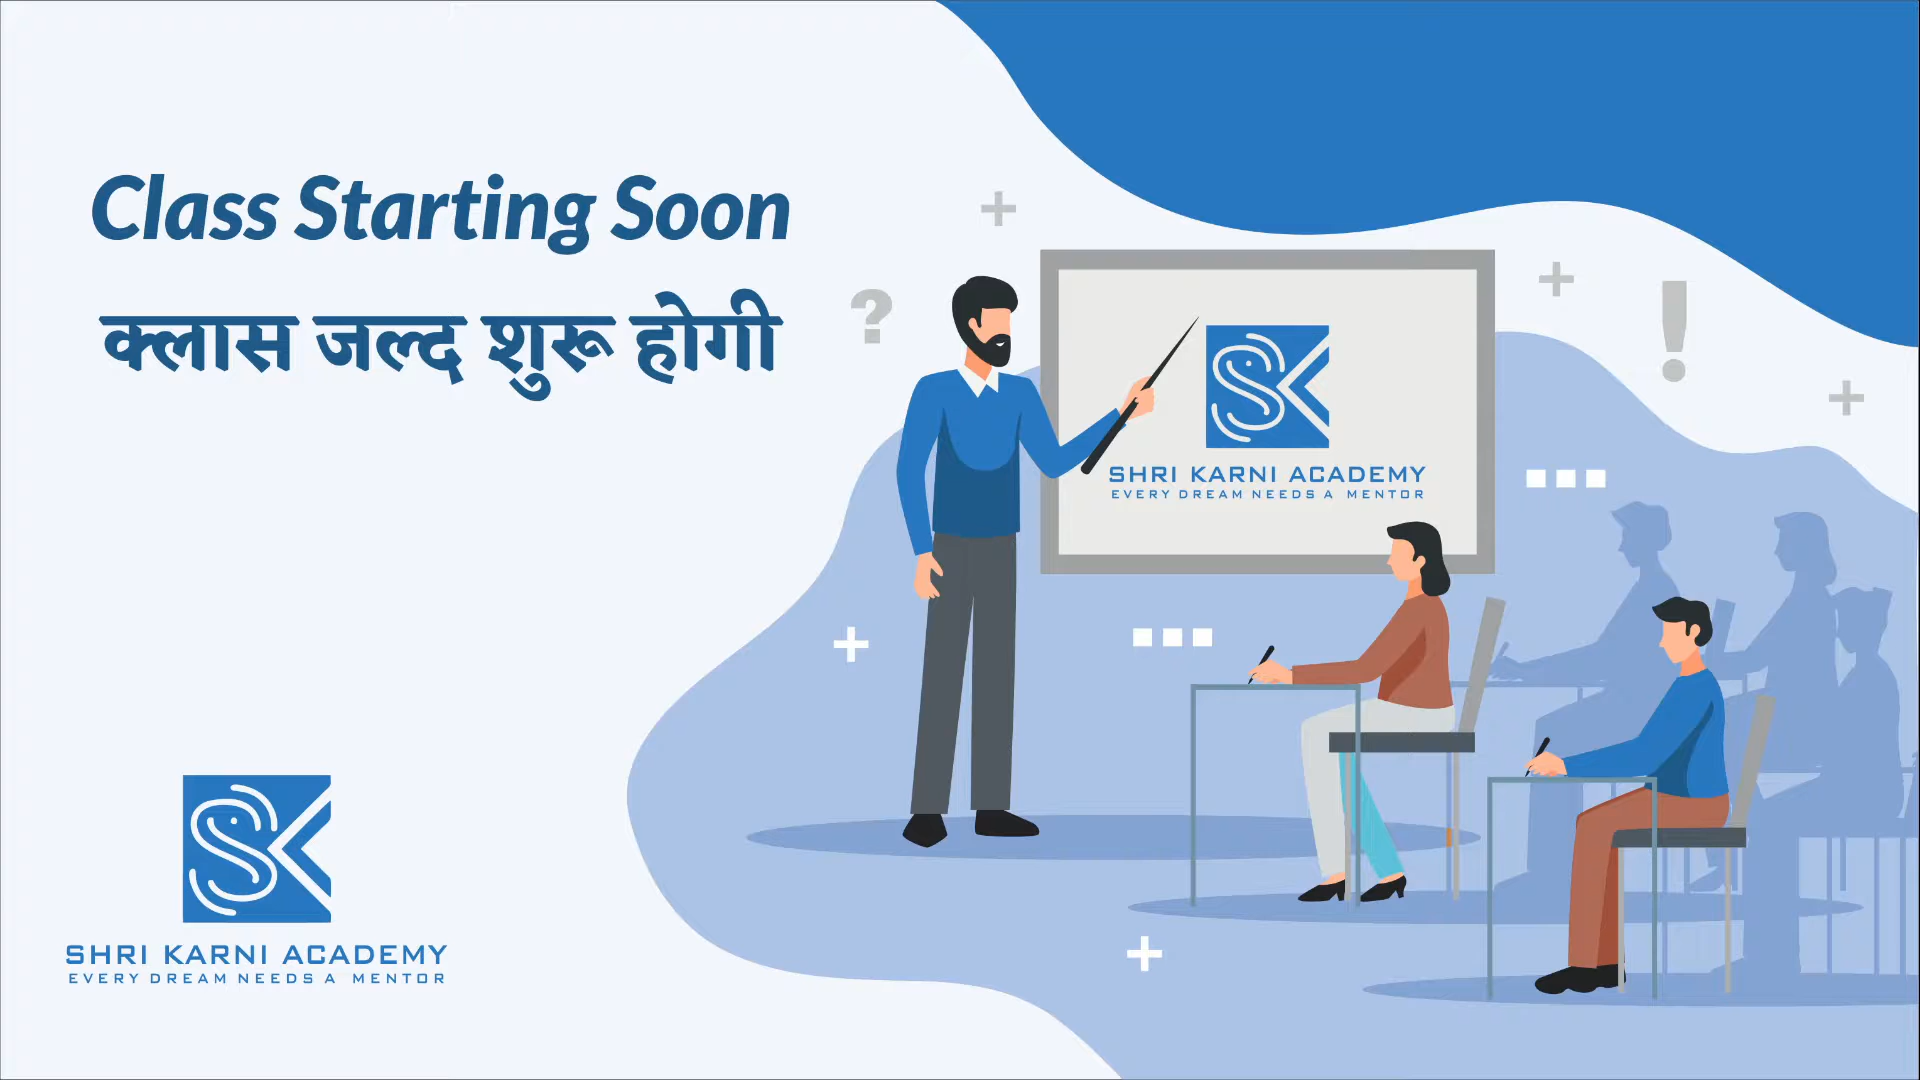 Class Starting Soon
क्लास जल्द शुरू होगी
SHRI KARNI ACADEMY
EVERY DREAM NEEDS A MENTOR
SHRI KARNI ACADEMY
EVERY DREAM NEEDS A MENTOR